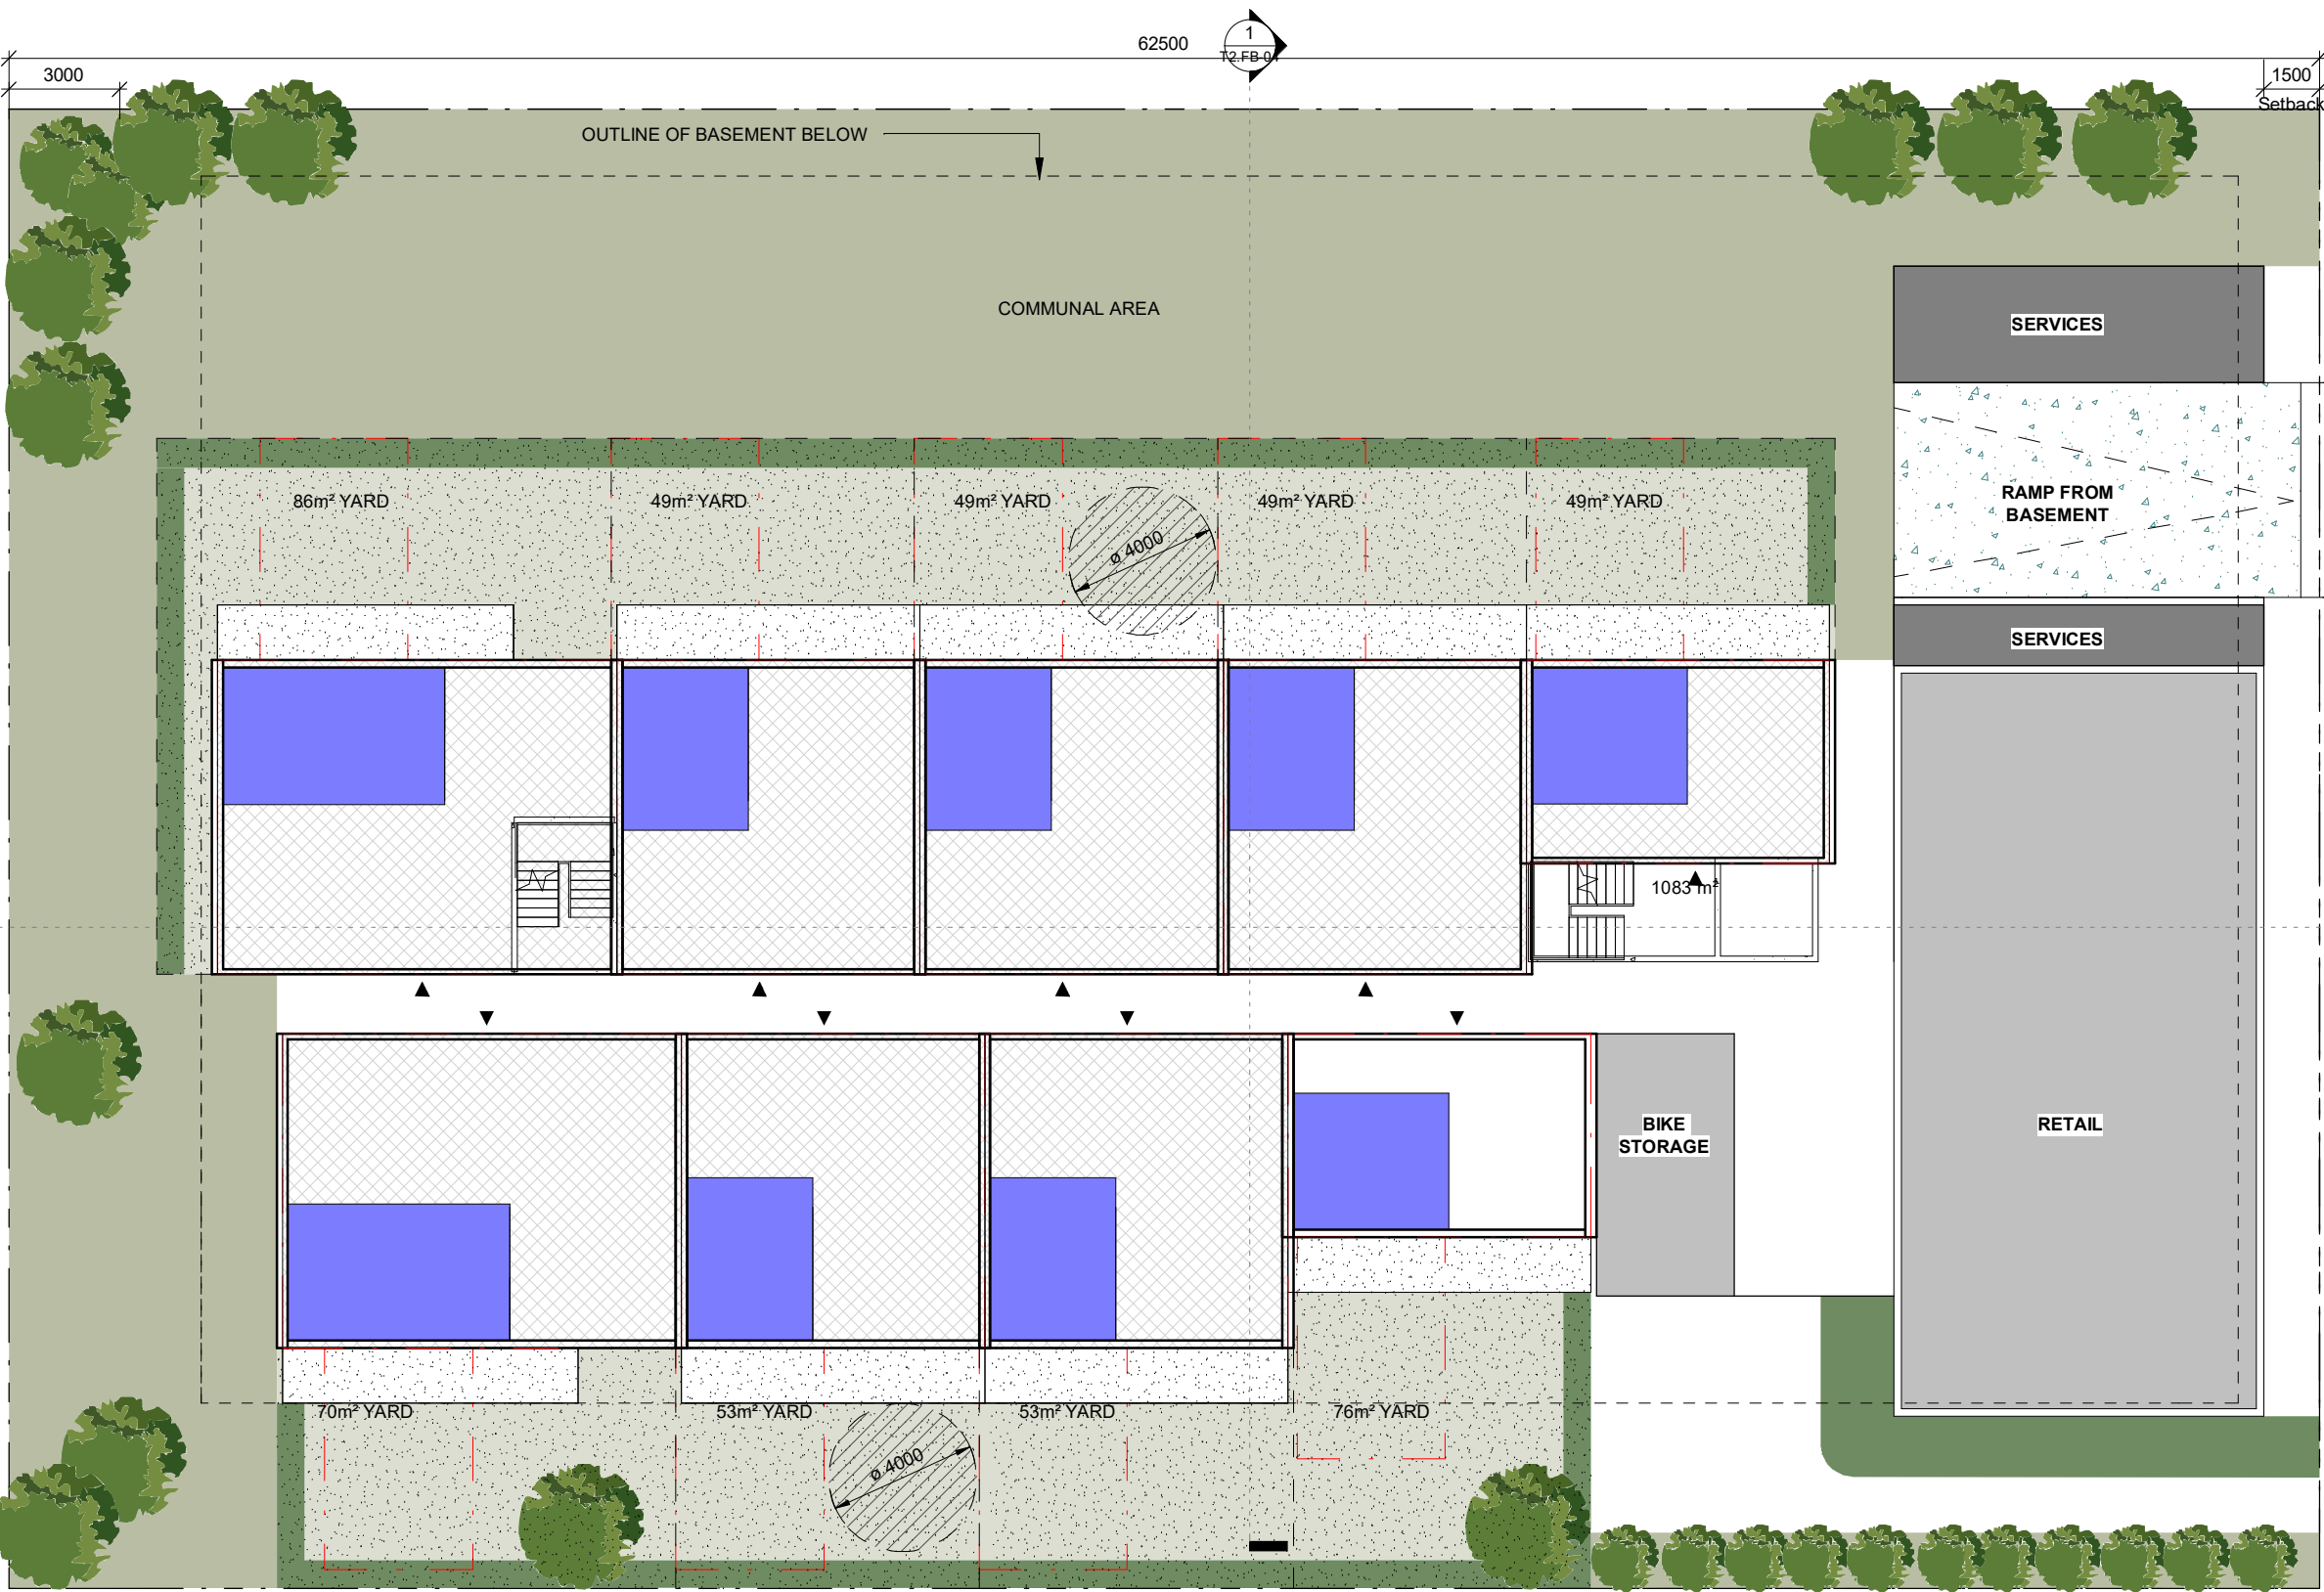 1
62500
T2.FB-01
3000
1500
Setback
OUTLINE OF BASEMENT BELOW
COMMUNAL AREA
SERVICES
86m² YARD
49m² YARD
49m² YARD
49m² YARD
49m² YARD
RAMP FROM
BASEMENT
ø 4000
SERVICES
1083 m²
BIKE
STORAGE
RETAIL
70m² YARD
53m² YARD
53m² YARD
76m² YARD
ø 4000